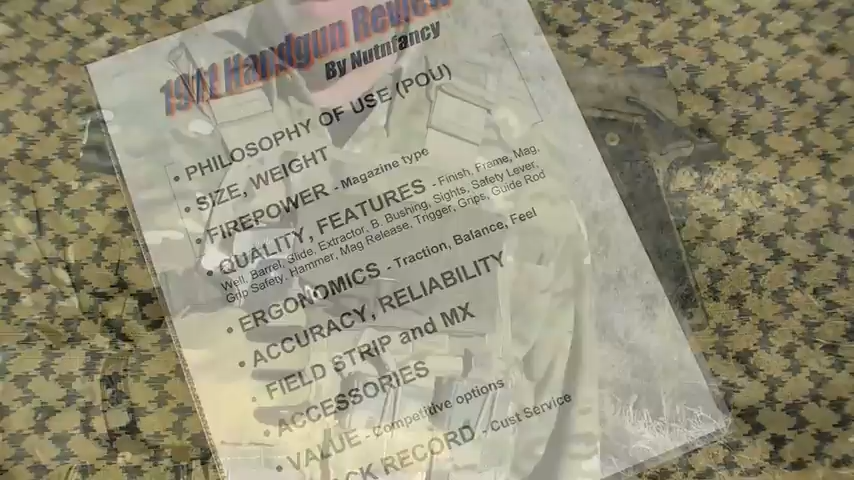 1911 Handgun Review
By Nutnfancy
• PHILOSOPHY OF USE (POU)
• SIZE, WEIGHT
• FIREPOWER - Magazine type
• QUALITY, FEATURES - Finish, Frame, Mag.
Well, Barrel, Slide, Extractor, B. Bushing, Sights, Safety Lever,
Grip Safety, Hammer, Mag Release, Trigger, Grips, Guide Rod
• ERGONOMICS - Traction, Balance, Feel
• ACCURACY, RELIABILITY
• FIELD STRIP and MX
• ACCESSORIES
• VALUE - Competitive options
RECORD - Cust Service